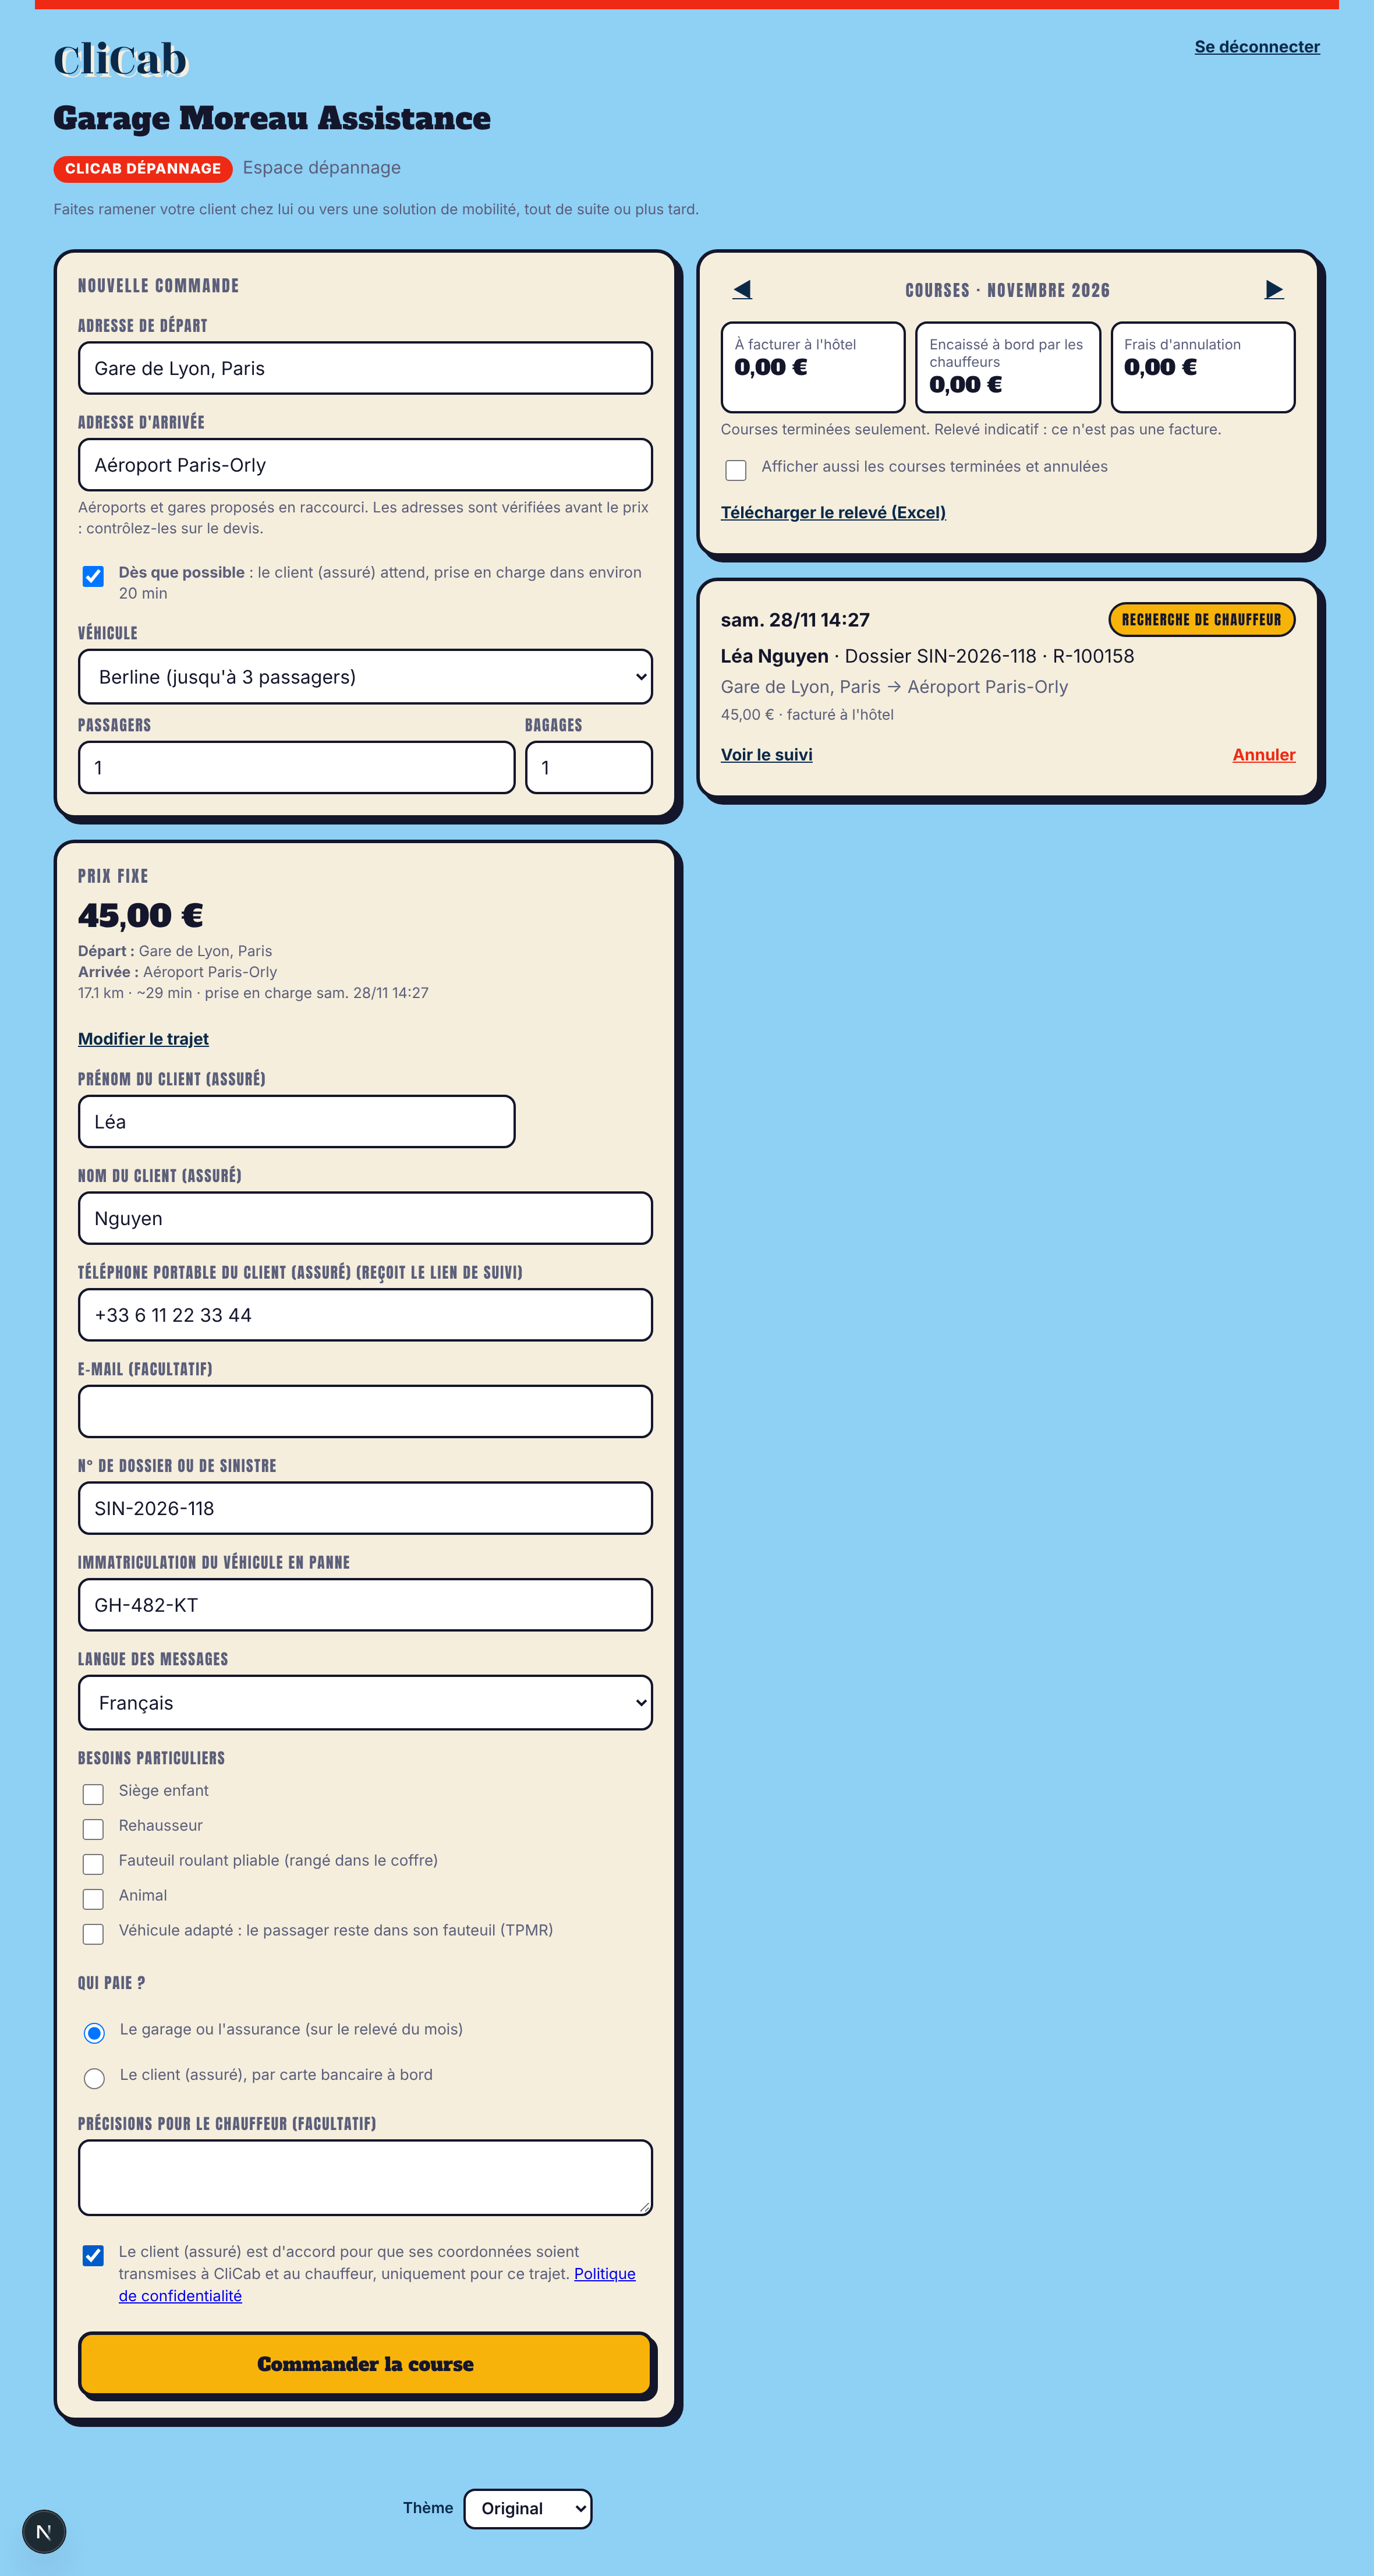 CliCab
Se déconnecter
Garage Moreau Assistance
CLICAB DÉPANNAGE Espace dépannage
Faites ramener votre client chez lui ou vers une solution de mobilité, tout de suite ou plus tard.
NOUVELLE COMMANDE
ADRESSE DE DÉPART
Gare de Lyon, Paris
ADRESSE D'ARRIVÉE
Aéroport Paris-Orly
Aéroports et gares proposés en raccourci. Les adresses sont vérifiées avant le prix
: contrôlez-les sur le devis.
Dès que possible : le client (assuré) attend, prise en charge dans environ
20 min
VÉHICULE
Berline (jusqu'à 3 passagers)
PASSAGERS
BAGAGES
1
1
PRIX FIXE
45,00 €
Départ : Gare de Lyon, Paris
Arrivée : Aéroport Paris-Orly
17.1 km · ~29 min · prise en charge sam. 28/11 14:27
Modifier le trajet
PRÉNOM DU CLIENT (ASSURÉ)
Léa
NOM DU CLIENT (ASSURÉ)
Nguyen
TÉLÉPHONE PORTABLE DU CLIENT (ASSURÉ) (REÇOIT LE LIEN DE SUIVI)
+33 6 11 22 33 44
E-MAIL (FACULTATIF)
N° DE DOSSIER OU DE SINISTRE
SIN-2026-118
IMMATRICULATION DU VÉHICULE EN PANNE
GH-482-KT
LANGUE DES MESSAGES
Français
BESOINS PARTICULIERS
Siège enfant
Rehausseur
Fauteuil roulant pliable (rangé dans le coffre)
Animal
Véhicule adapté : le passager reste dans son fauteuil (TPMR)
QUI PAIE ?
Le garage ou l'assurance (sur le relevé du mois)
Le client (assuré), par carte bancaire à bord
PRÉCISIONS POUR LE CHAUFFEUR (FACULTATIF)
Le client (assuré) est d'accord pour que ses coordonnées soient
transmises à CliCab et au chauffeur, uniquement pour ce trajet. Politique
de confidentialité
Commander la course
◀ COURSES · NOVEMBRE 2026 ▶
À facturer à l'hôtel
0,00 €
Encaissé à bord par les
chauffeurs
0,00 €
Frais d'annulation
0,00 €
Courses terminées seulement. Relevé indicatif : ce n'est pas une facture.
Afficher aussi les courses terminées et annulées
Télécharger le relevé (Excel)
sam. 28/11 14:27
RECHERCHE DE CHAUFFEUR
Léa Nguyen · Dossier SIN-2026-118 · R-100158
Gare de Lyon, Paris → Aéroport Paris-Orly
45,00 € · facturé à l'hôtel
Voir le suivi
Annuler
Thème Original
N